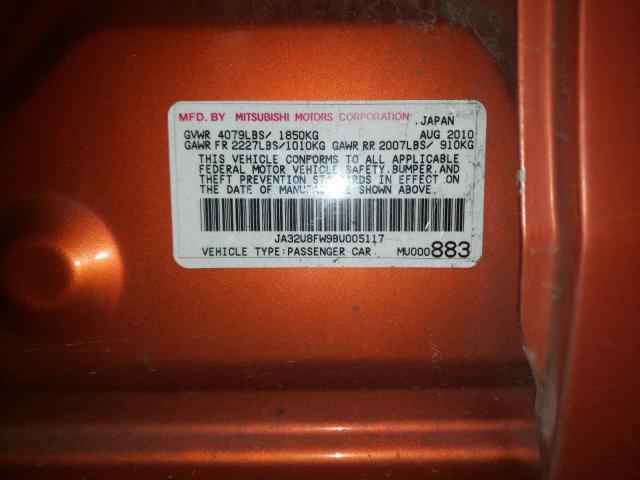 MFD. BY MITSUBISHI MOTORS CORPORATION, JAPAN
GVWR 4079LBS/ 1850KG AUG 2010
GAWR FR 2227LBS/1010KG GAWR RR 2007LBS/ 910KG
THIS VEHICLE CONFORMS TO ALL APPLICABLE
FEDERAL MOTOR VEHICLE SAFETY, BUMPER, AND
THEFT PREVENTION STANDARDS IN EFFECT ON
THE DATE OF MANUFACTURE SHOWN ABOVE.
JA32U8FW9BU005117
VEHICLE TYPE:PASSENGER CAR MU000883